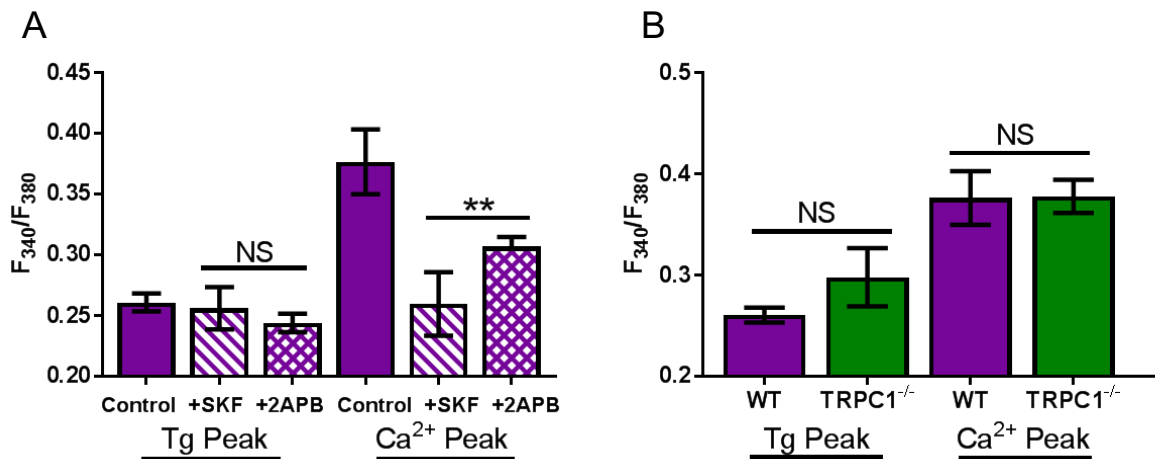 A
F340/F380
0.45
0.40
0.35
0.30
0.25
0.20
NS
**
Control +SKF +2APB Control +SKF +2APB
Tg Peak Ca2+ Peak
B
F340/F380
0.5
0.4
0.3
0.2
NS
NS
WT TRPC1-/- WT TRPC1-/-
Tg Peak Ca2+ Peak